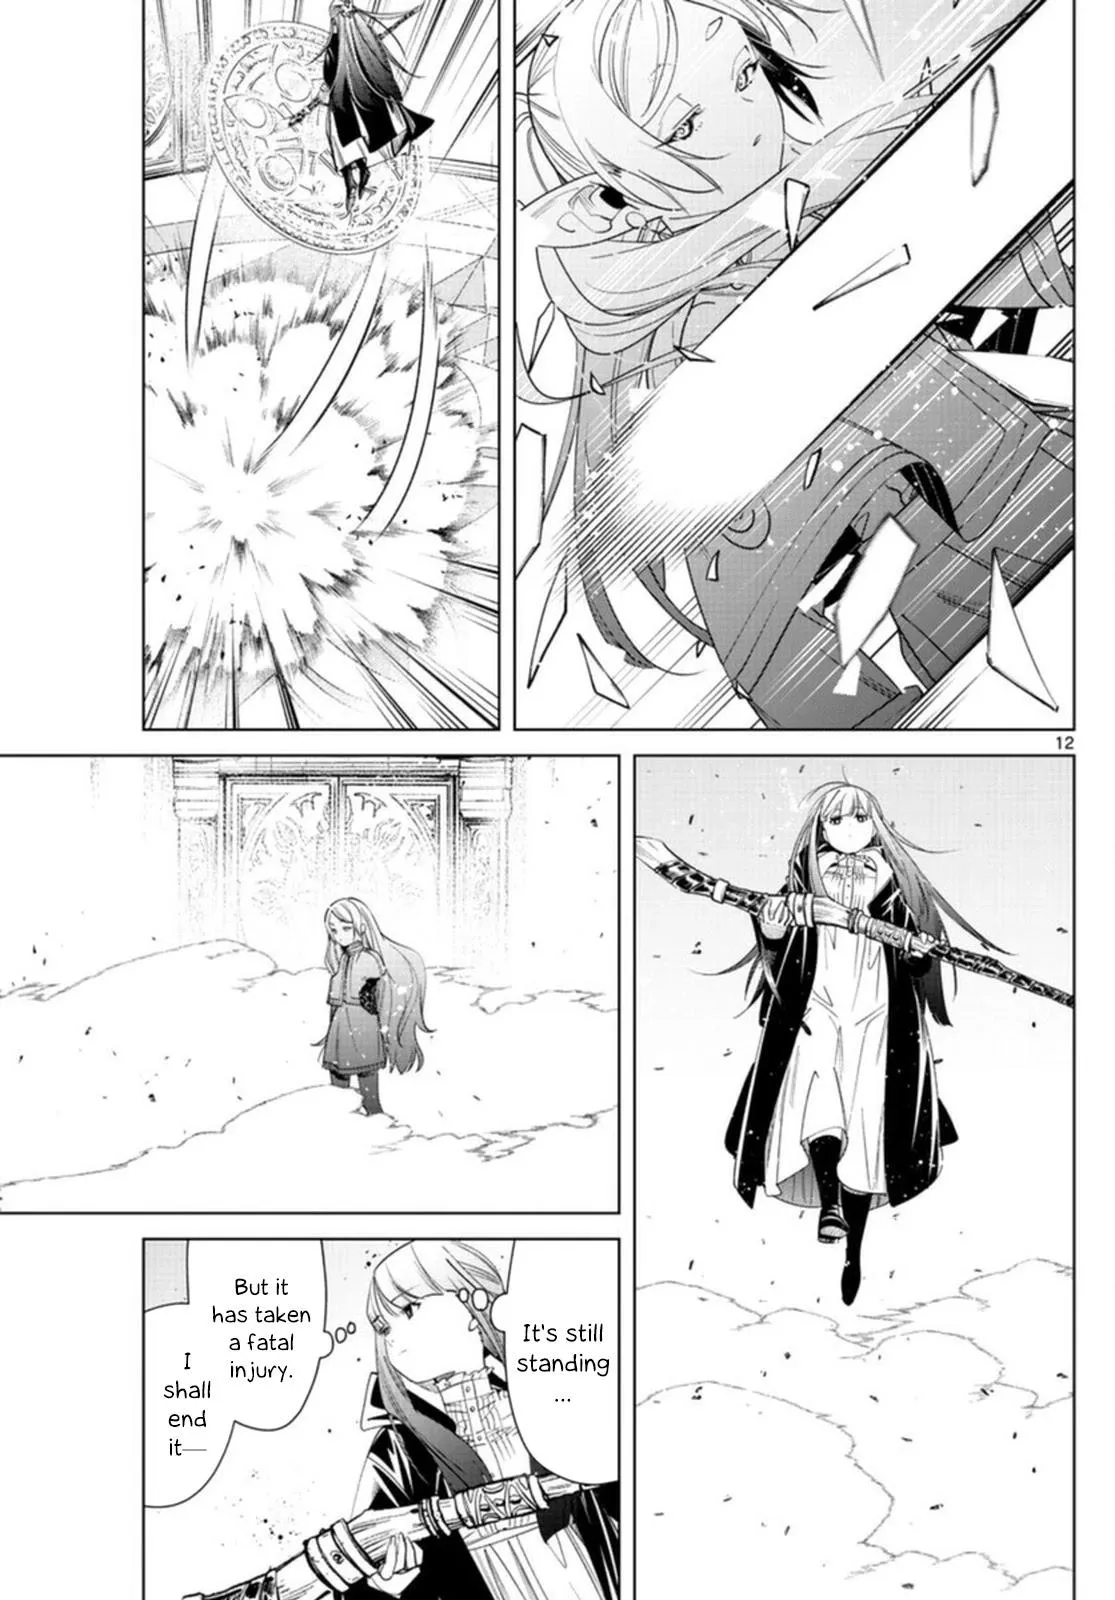 12
It's still
standing
...
But it
has taken
a fatal
injury.
I
shall
end
it—